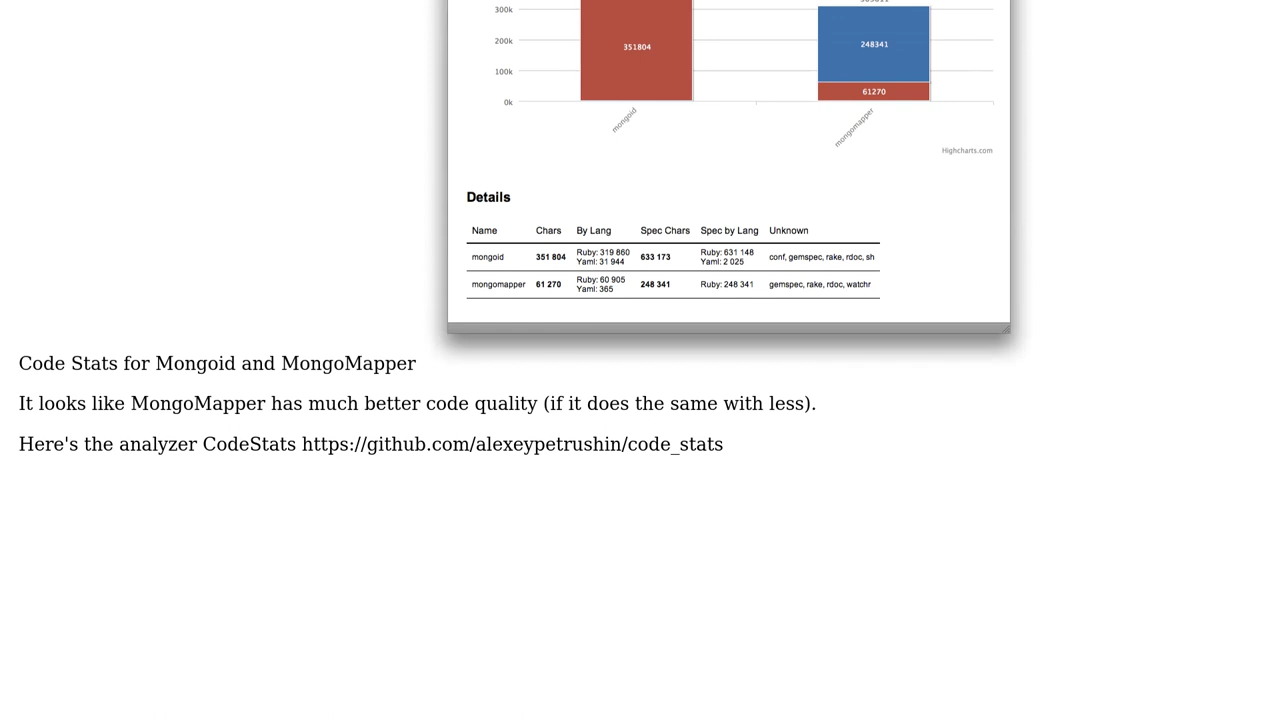 300k
351804
248341
200k
100k
61270
0k
mongoid
mongomapper
Highcharts.com
Details
Name Chars By Lang Spec Chars Spec by Lang Unknown
mongoid 351 804 Ruby: 319 860 633 173 Ruby: 631 148 conf, gemspec, rake, rdoc, sh
Yaml: 31 944 Yaml: 2 025
mongomapper 61 270 Ruby: 60 905 248 341 Ruby: 248 341 gemspec, rake, rdoc, watchr
Yaml: 365
Code Stats for Mongoid and MongoMapper
It looks like MongoMapper has much better code quality (if it does the same with less).
Here's the analyzer CodeStats https://github.com/alexeypetrushin/code_stats